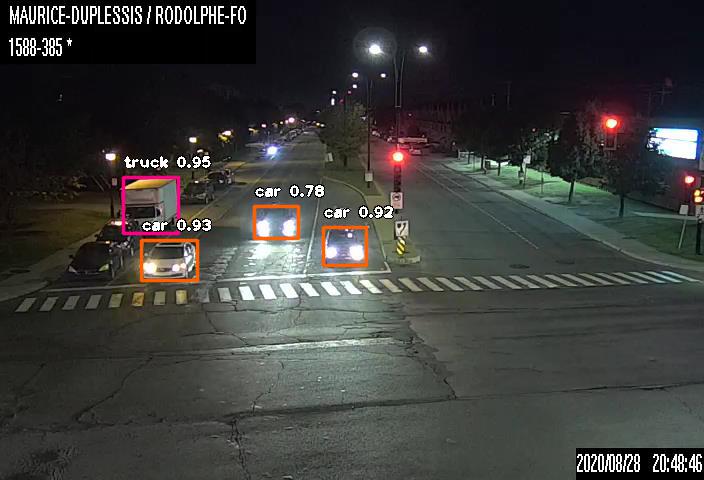 MAURICE-DUPLESSIS / RODOLPHE-FO
1588-385 *
truck 0.95
car 0.78
car 0.92
car 0.93
2020/08/28 20:48:46